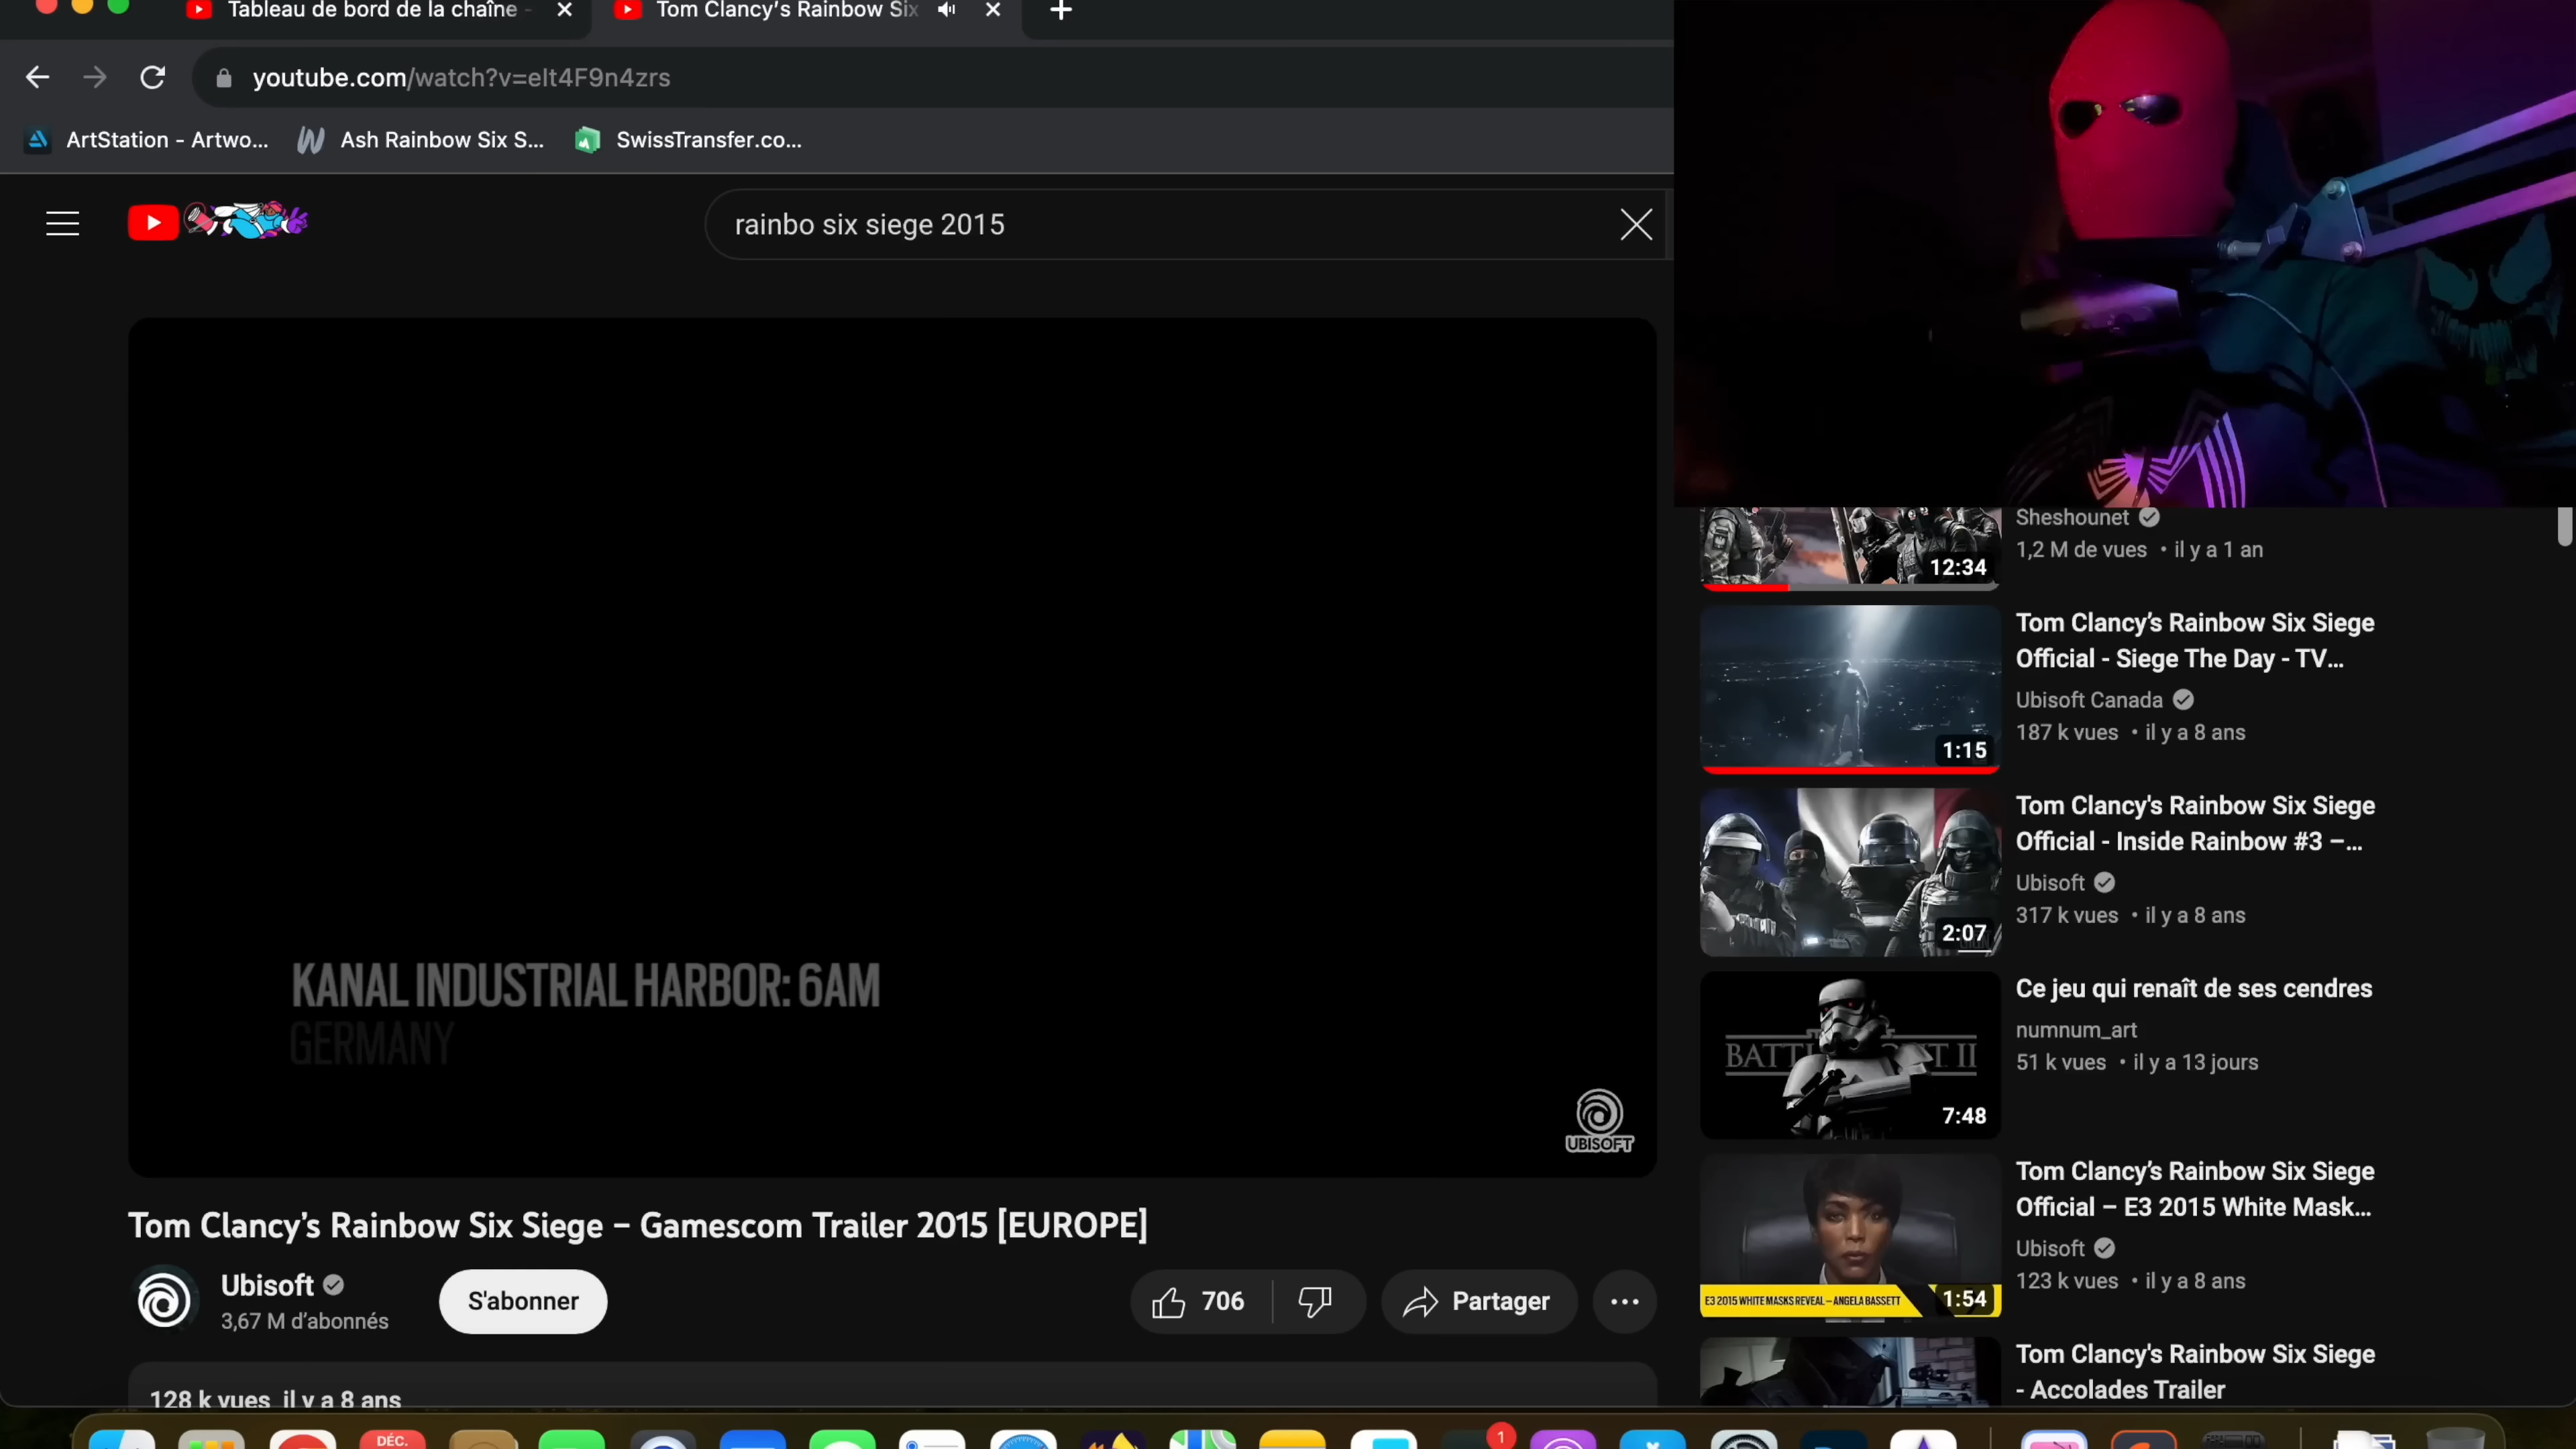 Tableau de bord de la chaîne -
Tom Clancy's Rainbow Six
youtube.com/watch?v=eIt4F9n4zrs
ArtStation - Artwo...
Ash Rainbow Six S...
SwissTransfer.co...
rainbo six siege 2015
KANAL INDUSTRIAL HARBOR: 6AM
GERMANY
UBISOFT
Tom Clancy's Rainbow Six Siege – Gamescom Trailer 2015 [EUROPE]
Ubisoft
3,67 M d'abonnés
S'abonner
706
Partager
128 k vues il y a 8 ans
Sheshounet
1,2 M de vues • il y a 1 an
12:34
Tom Clancy's Rainbow Six Siege
Official - Siege The Day - TV...
Ubisoft Canada
187 k vues • il y a 8 ans
1:15
Tom Clancy's Rainbow Six Siege
Official - Inside Rainbow #3 –...
Ubisoft
317 k vues • il y a 8 ans
2:07
Ce jeu qui renaît de ses cendres
numnum_art
51 k vues • il y a 13 jours
7:48
Tom Clancy's Rainbow Six Siege
Official – E3 2015 White Mask...
Ubisoft
123 k vues • il y a 8 ans
E3 2015 WHITE MASKS REVEAL – ANGELA BASSETT
1:54
Tom Clancy's Rainbow Six Siege
- Accolades Trailer
DÉC.
1